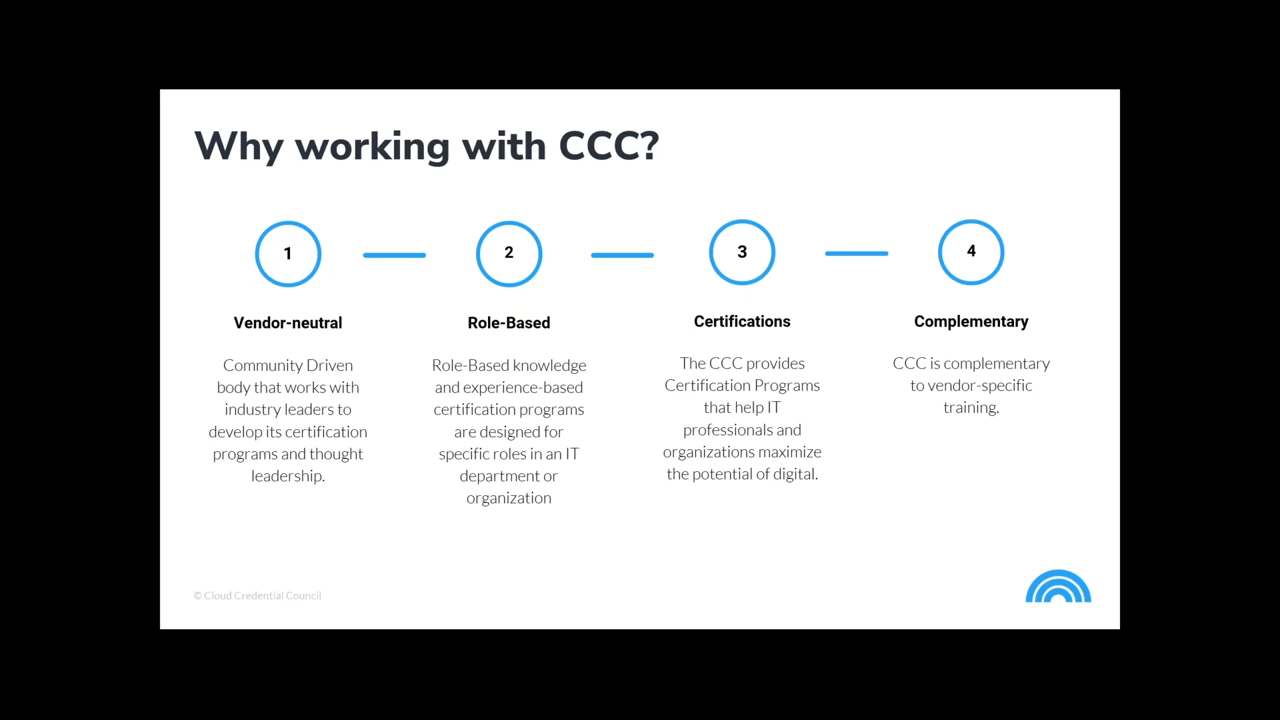 Why working with CCC?
1
2
3
4
Vendor-neutral
Community Driven
body that works with
industry leaders to
develop its certification
programs and thought
leadership.
Role-Based
Role-Based knowledge
and experience-based
certification programs
are designed for
specific roles in an IT
department or
organization
Certifications
The CCC provides
Certification Programs
that help IT
professionals and
organizations maximize
the potential of digital.
Complementary
CCC is complementary
to vendor-specific
training.
© Cloud Credential Council